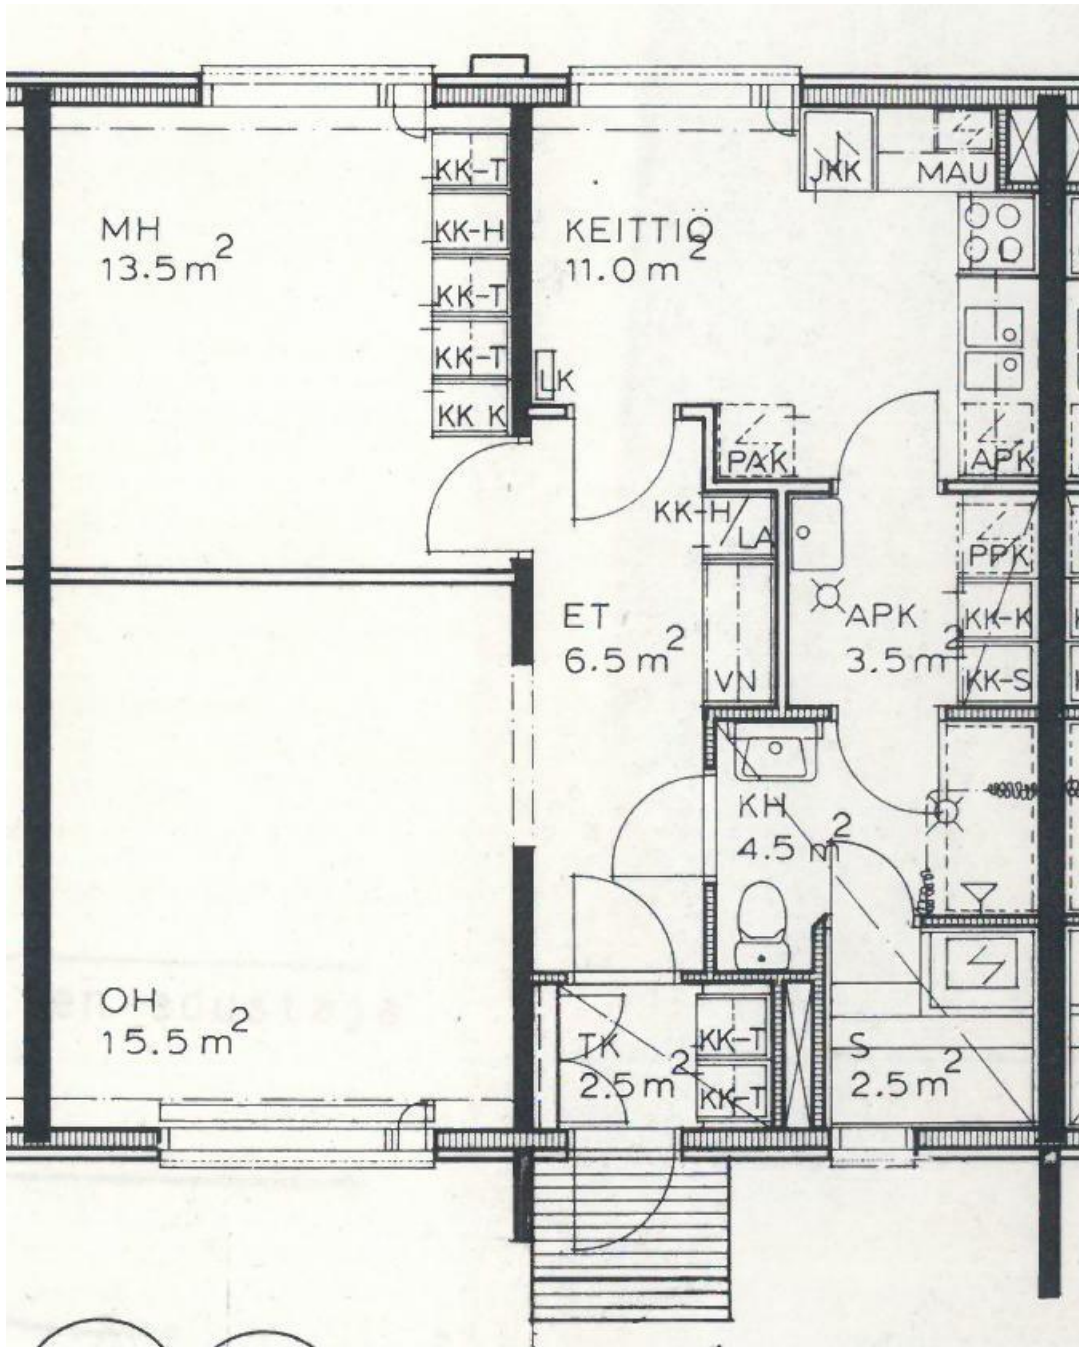 KK-T
JKK
MAU
MH
13.5 m²
KK-H
KEITTIÖ
11.0 m²
L
KK-T
KK-T
LK
KK K
PAK
APK
KK-H
LA
PPK
ET
6.5 m²
APK
3.5 m²
KK-K
VN
KK-S
KH
4.5 m²
OH
15.5 m²
TK
2.5 m²
KK-T
KK-T
S
2.5 m²